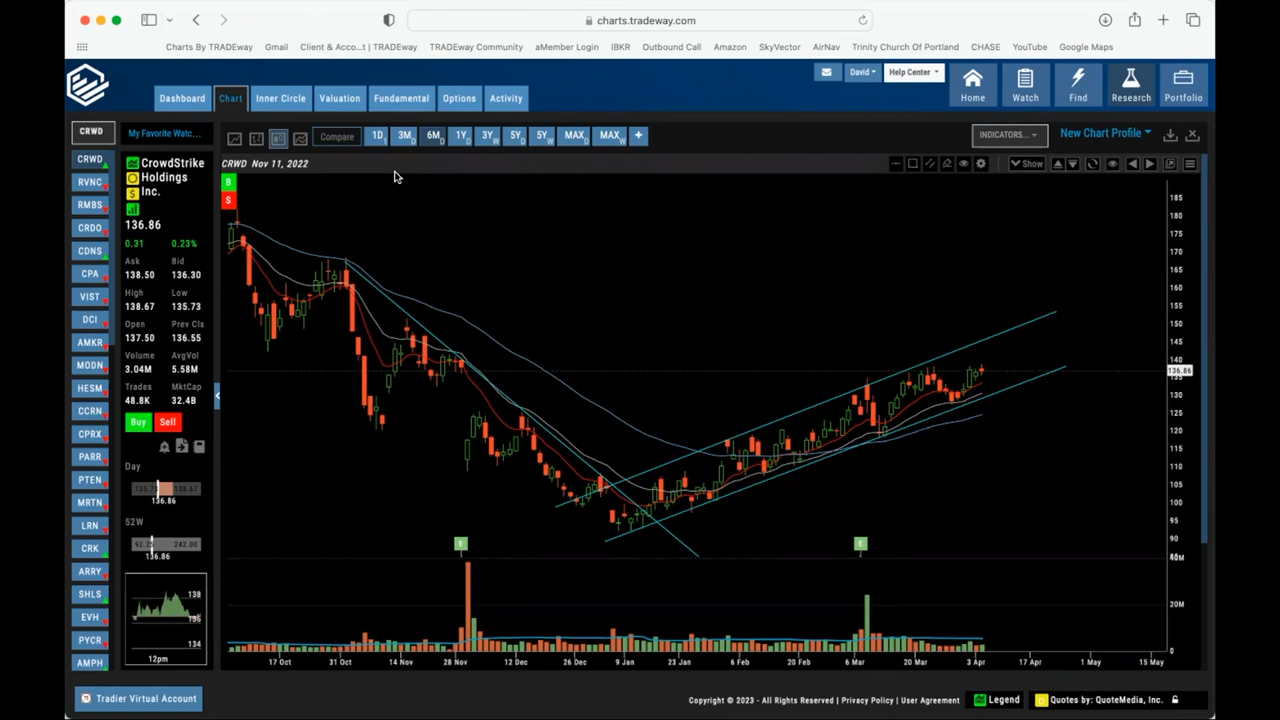 charts.tradeway.com
Charts By TRADEway Gmail Client & Acco...t | TRADEway TRADEway Community aMember Login IBKR Outbound Call Amazon SkyVector AirNav Trinity Church Of Portland CHASE YouTube Google Maps
David Help Center
Dashboard Chart Inner Circle Valuation Fundamental Options Activity Home Watch Find Research Portfolio
CRWD My Favorite Watc... Compare 1D 3M D 6M D 1Y D 3Y W 5Y D 5Y W MAX D MAX W + INDICATORS... New Chart Profile
CRWD Nov 11, 2022 Show
CRWD
RVNC
RMBS
CRDO
CDNS
CPA
VIST
DCI
AMKR
MODN
HESM
CCRN
CPRX
PARR
PTEN
MRTN
LRN
CRK
ARRY
SHLS
EVH
PYCR
AMPH
CrowdStrike
Holdings
Inc.
$
136.86
0.31 0.23%
Ask Bid
138.50 136.30
High Low
138.67 135.73
Open Prev Cls
137.50 136.55
Volume AvgVol
3.04M 5.58M
Trades MktCap
48.8K 32.4B
Buy Sell
Day
138.67
136.86
52W
242.00
136.86
138
134
12pm
B
S
E E
185
180
175
170
165
160
155
150
145
140
136.86
130
125
120
115
110
105
100
95
90
20M
0
17 Oct 31 Oct 14 Nov 28 Nov 12 Dec 26 Dec 9 Jan 23 Jan 6 Feb 20 Feb 6 Mar 20 Mar 3 Apr 17 Apr 1 May 15 May
Tradier Virtual Account Copyright © 2023 - All Rights Reserved | Privacy Policy | User Agreement Legend D Quotes by: QuoteMedia, Inc.